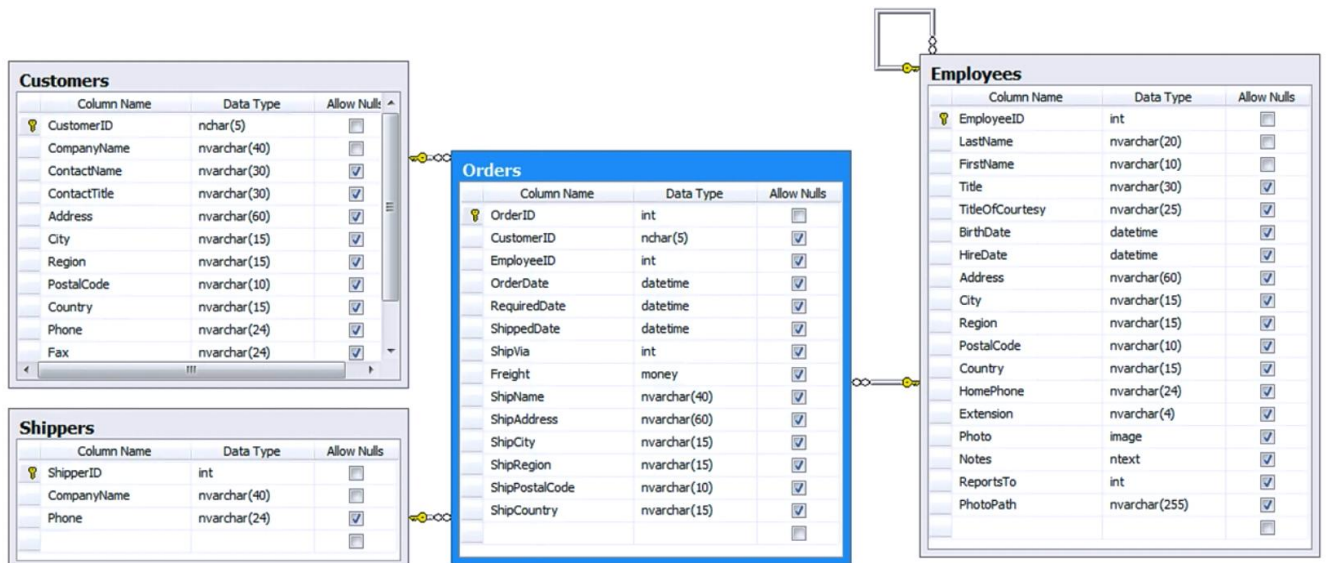 Customers
Column Name Data Type Allow Nulls
CustomerID nchar(5)
CompanyName nvarchar(40)
ContactName nvarchar(30)
ContactTitle nvarchar(30)
Address nvarchar(60)
City nvarchar(15)
Region nvarchar(15)
PostalCode nvarchar(10)
Country nvarchar(15)
Phone nvarchar(24)
Fax nvarchar(24)
Shippers
Column Name Data Type Allow Nulls
ShipperID int
CompanyName nvarchar(40)
Phone nvarchar(24)
Orders
Column Name Data Type Allow Nulls
OrderID int
CustomerID nchar(5)
EmployeeID int
OrderDate datetime
RequiredDate datetime
ShippedDate datetime
ShipVia int
Freight money
ShipName nvarchar(40)
ShipAddress nvarchar(60)
ShipCity nvarchar(15)
ShipRegion nvarchar(15)
ShipPostalCode nvarchar(10)
ShipCountry nvarchar(15)
Employees
Column Name Data Type Allow Nulls
EmployeeID int
LastName nvarchar(20)
FirstName nvarchar(10)
Title nvarchar(30)
TitleOfCourtesy nvarchar(25)
BirthDate datetime
HireDate datetime
Address nvarchar(60)
City nvarchar(15)
Region nvarchar(15)
PostalCode nvarchar(10)
Country nvarchar(15)
HomePhone nvarchar(24)
Extension nvarchar(4)
Photo image
Notes ntext
ReportsTo int
PhotoPath nvarchar(255)